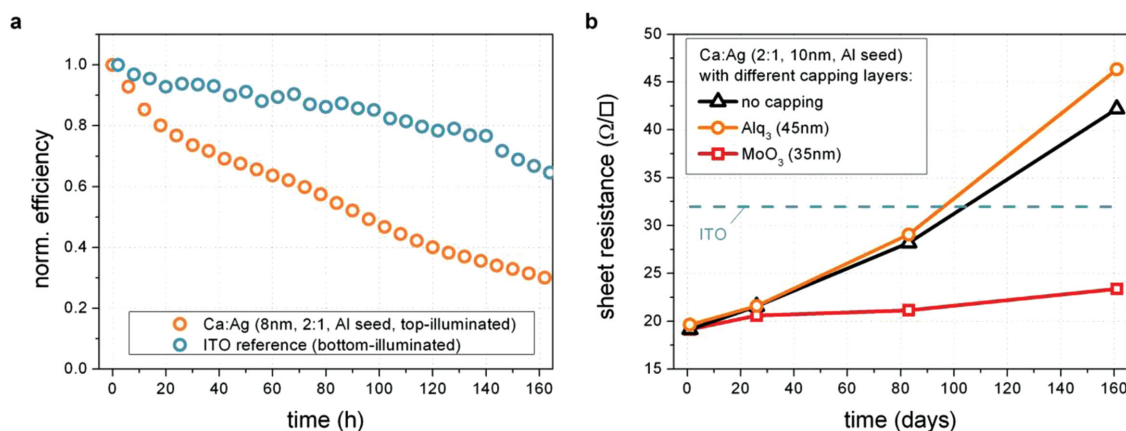 a
norm. efficiency
1.0
0.8
0.6
0.4
0.2
0.0
Ca:Ag (8nm, 2:1, Al seed, top-illuminated)
ITO reference (bottom-illuminated)
0 20 40 60 80 100 120 140 160
time (h)
b
sheet resistance (Ω/□)
50
45
40
35
30
25
20
15
Ca:Ag (2:1, 10nm, Al seed)
with different capping layers:
no capping
Alq₃ (45nm)
MoO₃ (35nm)
ITO
0 20 40 60 80 100 120 140 160
time (days)